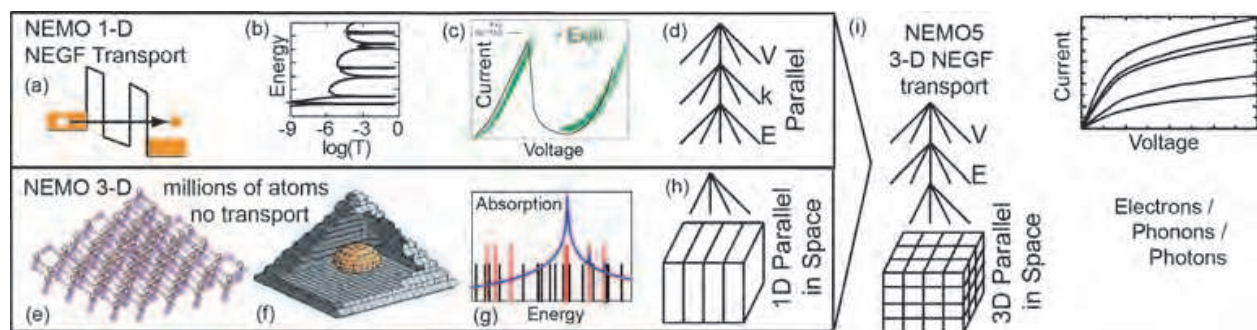 NEMO 1-D
NEGF Transport
(a)
(b)
Energy
-9 -6 -3 0
log(T)
(c)
Current
Voltage
(d)
V
k
E
Parallel
NEMO 3-D millions of atoms
no transport
(e)
(f)
Absorption
(g) Energy
(h)
1D Parallel
in Space
(i)
NEMO5
3-D NEGF
transport
V
E
3D Parallel
in Space
Current
Voltage
Electrons /
Phonons /
Photons